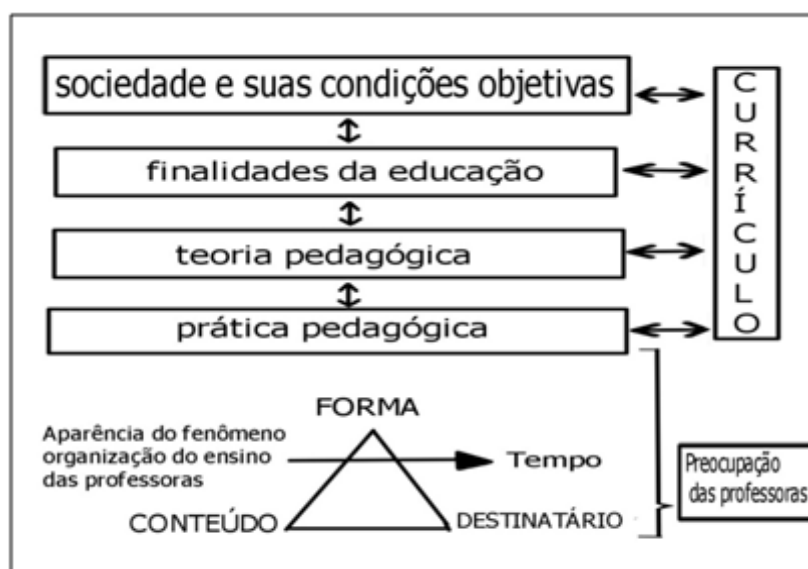 sociedade e suas condições objetivas
finalidades da educação
teoria pedagógica
prática pedagógica
CURRÍCULO
FORMA
Aparência do fenômeno
organização do ensino
das professoras
Tempo
CONTEÚDO
DESTINATÁRIO
Preocupação
das professoras